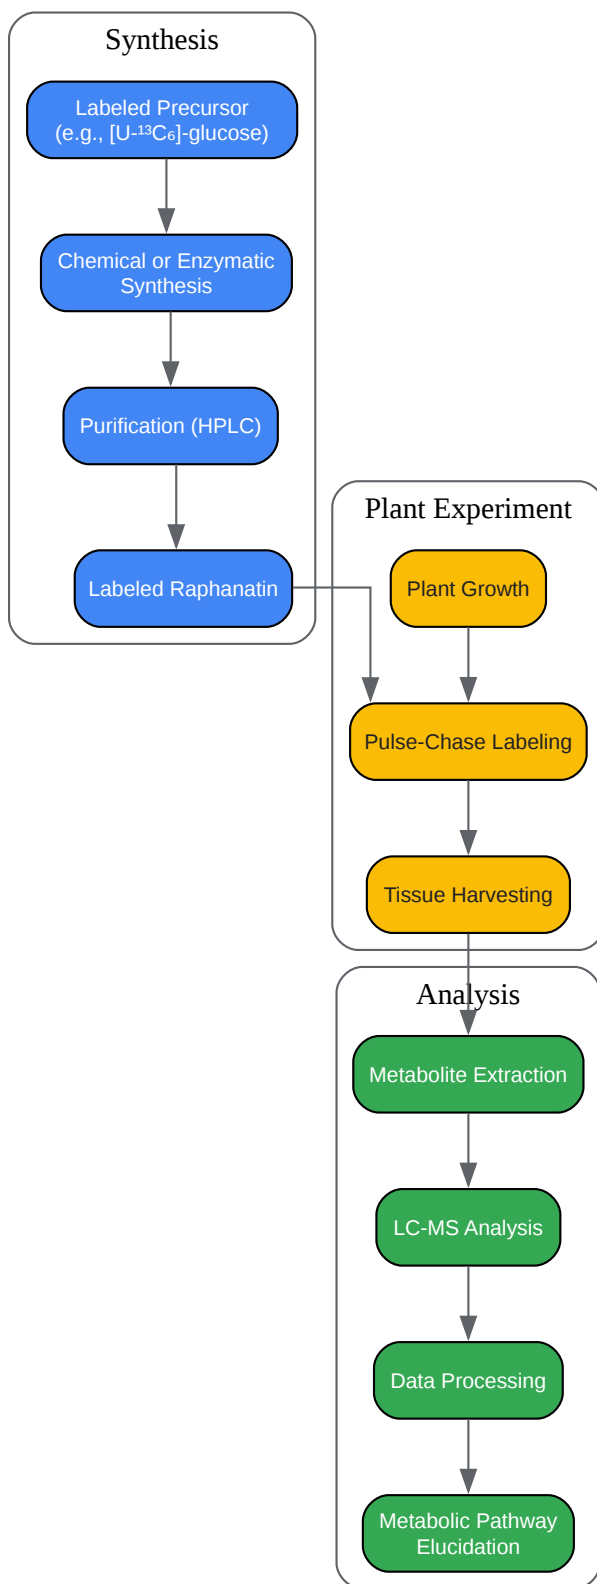 Synthesis
Labeled Precursor
(e.g., [U-¹³C₆]-glucose)
Chemical or Enzymatic
Synthesis
Purification (HPLC)
Labeled Raphanatin
Plant Experiment
Plant Growth
Pulse-Chase Labeling
Tissue Harvesting
Analysis
Metabolite Extraction
LC-MS Analysis
Data Processing
Metabolic Pathway
Elucidation